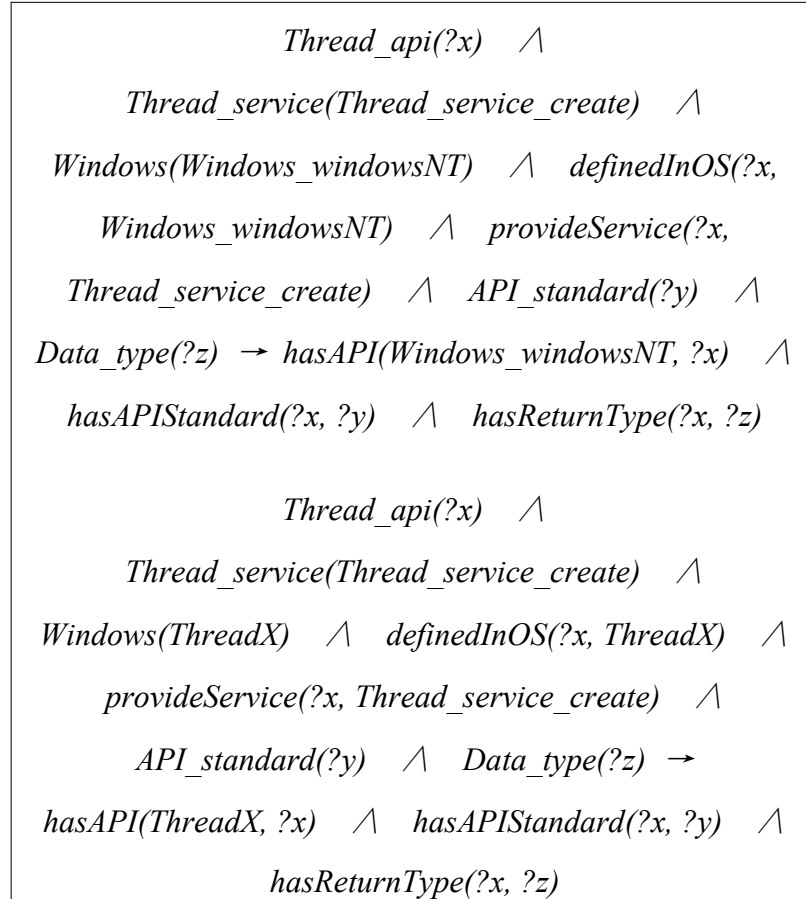 Thread_api(?x) ∧
Thread_service(Thread_service_create) ∧
Windows(Windows_windowsNT) ∧ definedInOS(?x,
Windows_windowsNT) ∧ provideService(?x,
Thread_service_create) ∧ API_standard(?y) ∧
Data_type(?z) → hasAPI(Windows_windowsNT, ?x) ∧
hasAPIStandard(?x, ?y) ∧ hasReturnType(?x, ?z)
Thread_api(?x) ∧
Thread_service(Thread_service_create) ∧
Windows(ThreadX) ∧ definedInOS(?x, ThreadX) ∧
provideService(?x, Thread_service_create) ∧
API_standard(?y) ∧ Data_type(?z) →
hasAPI(ThreadX, ?x) ∧ hasAPIStandard(?x, ?y) ∧
hasReturnType(?x, ?z)